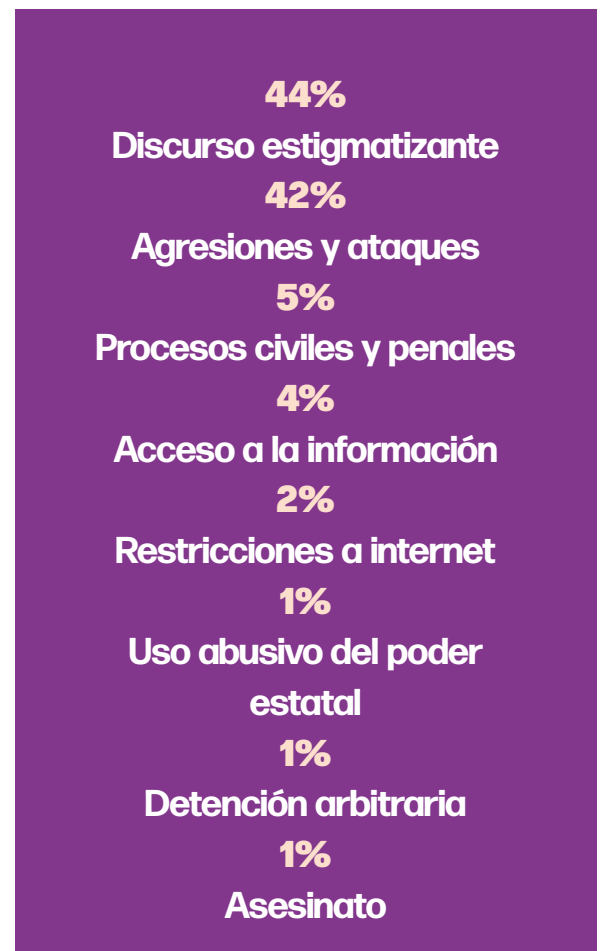 44%
Discurso estigmatizante
42%
Agresiones y ataques
5%
Procesos civiles y penales
4%
Acceso a la información
2%
Restricciones a internet
1%
Uso abusivo del poder
estatal
1%
Detención arbitraria
1%
Asesinato